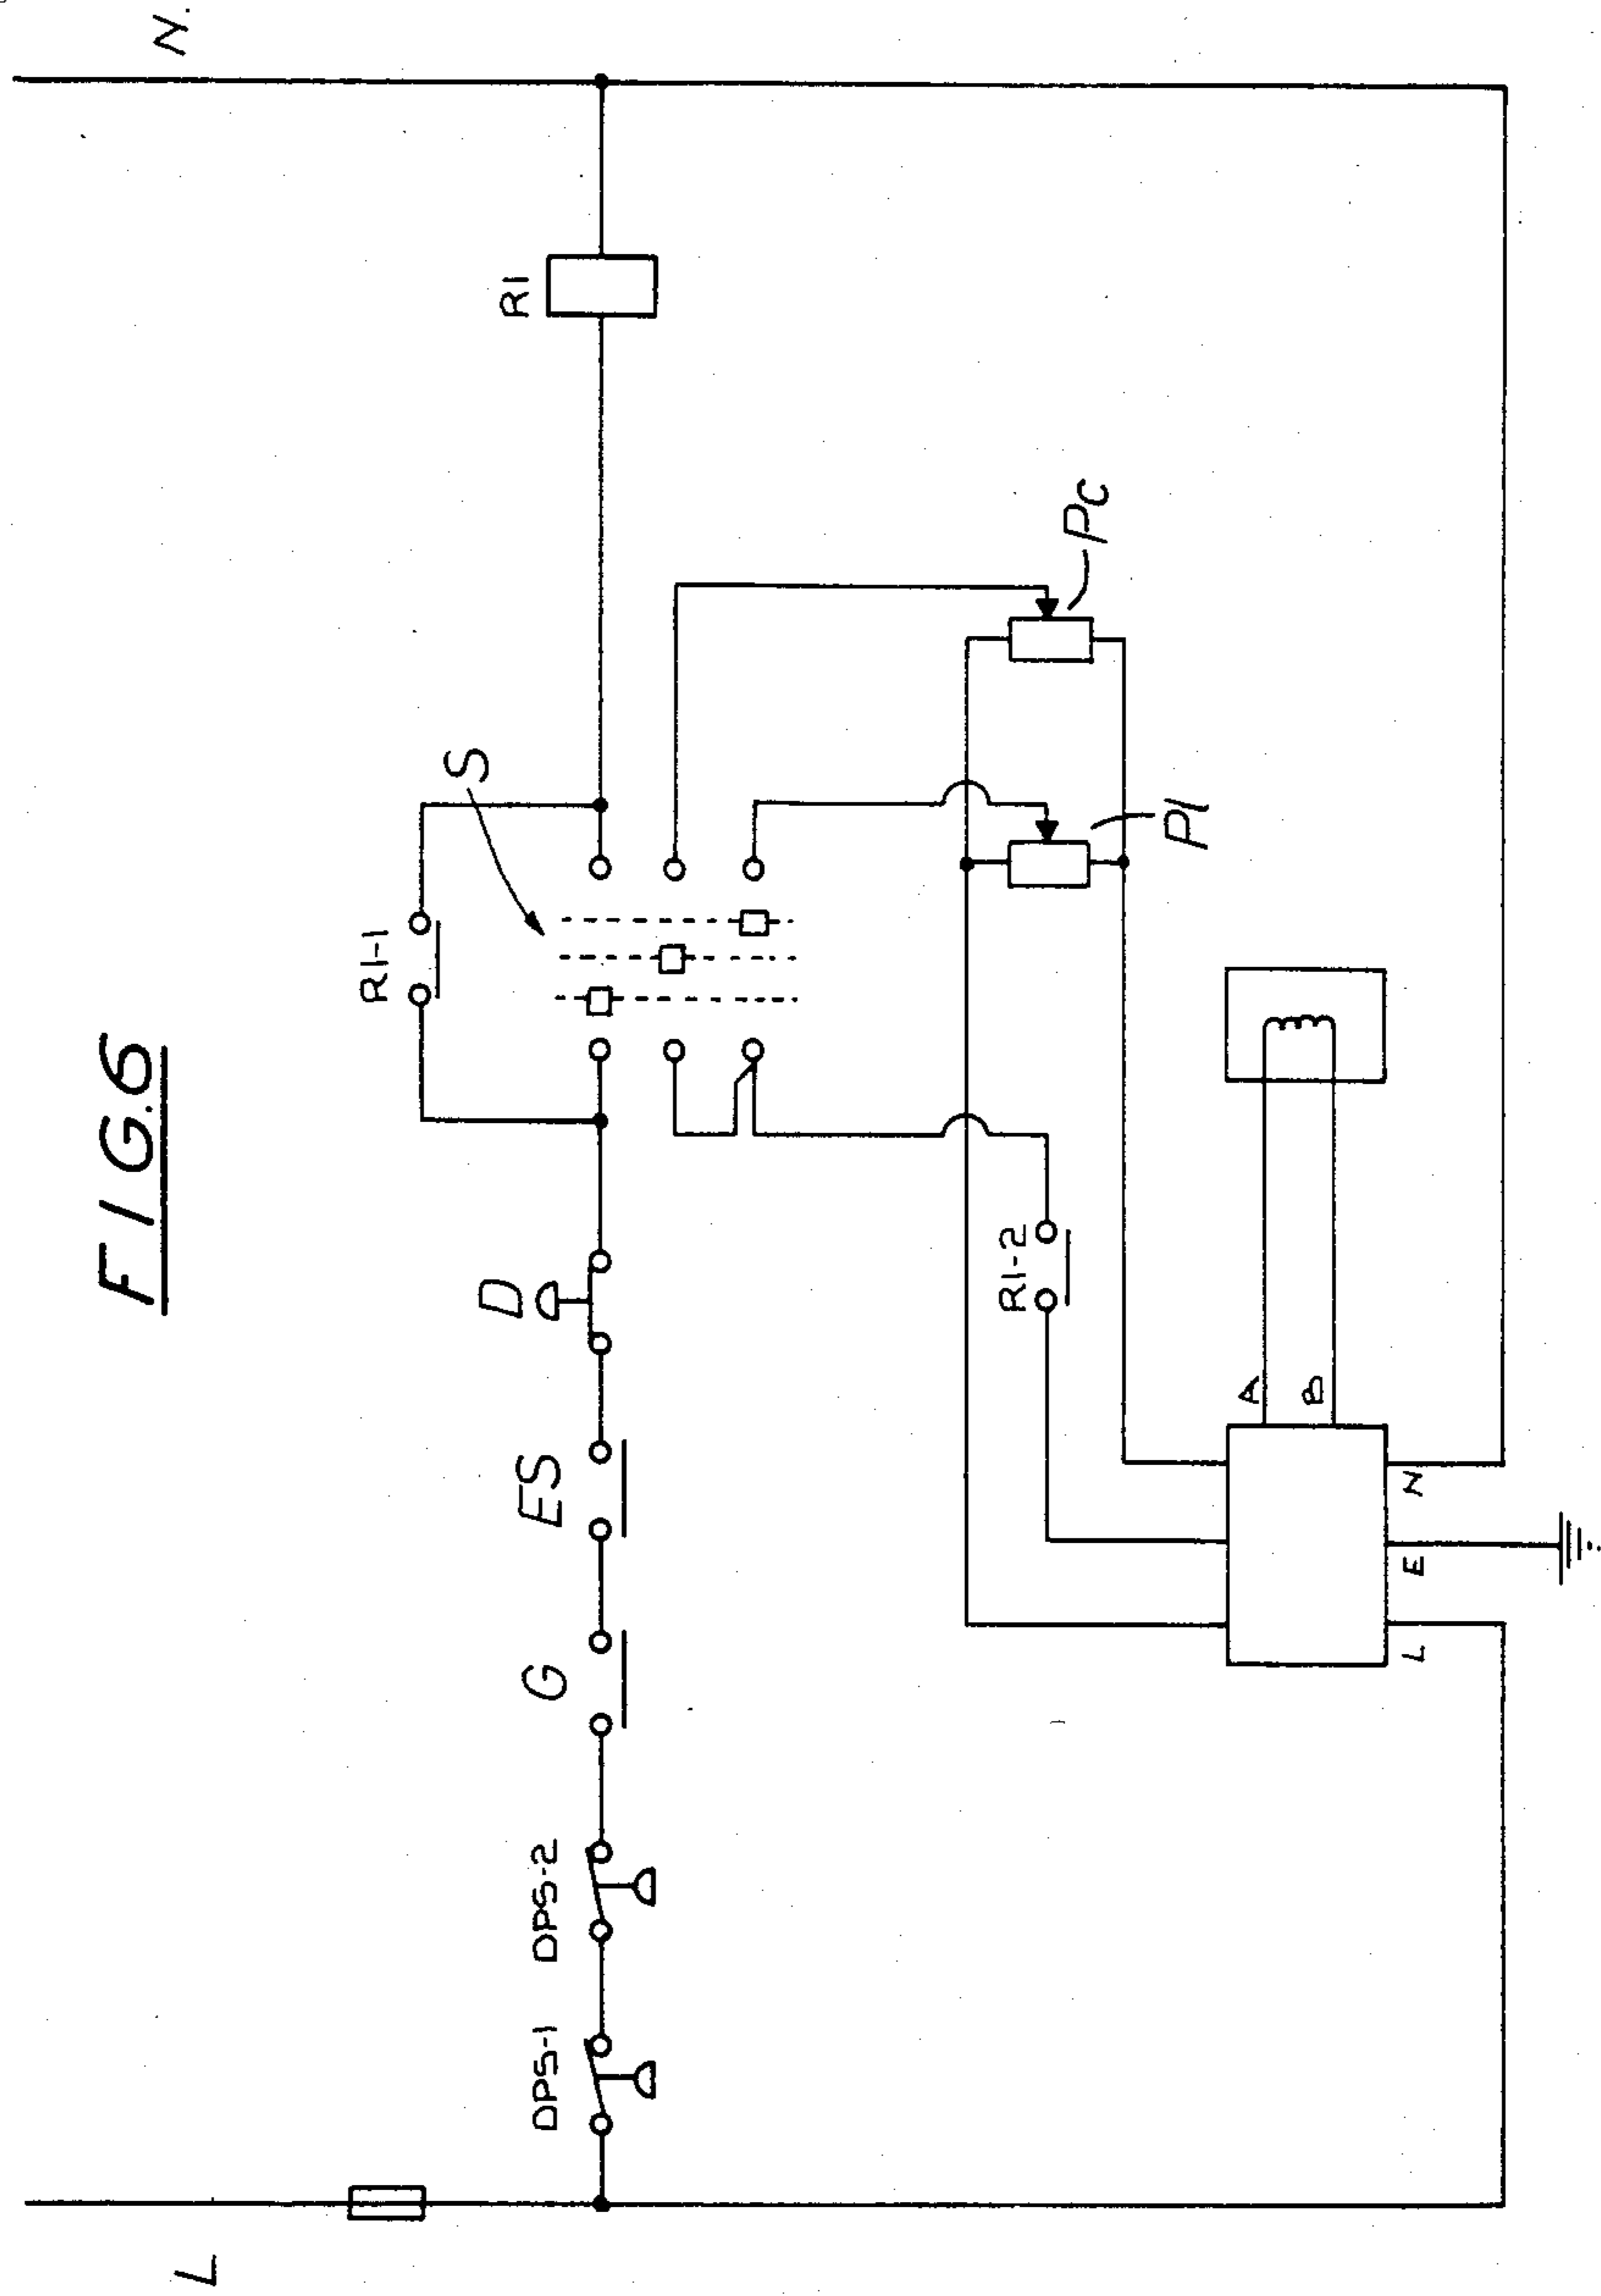 FIG.6
L
N.
DPS-1
DPS-2
G
ES
D
R1-1
S
R1
R1-2
Pl
Pc
A
B
L
E
N